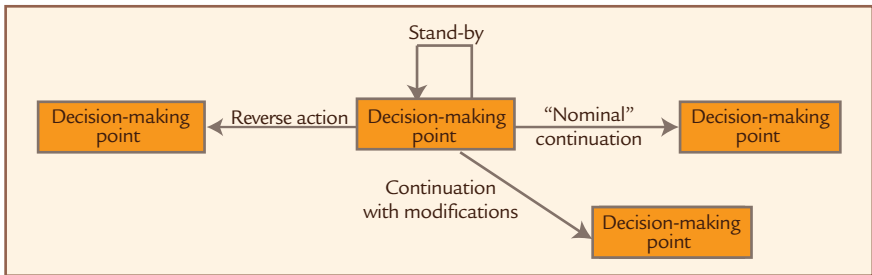 Stand-by
Decision-making
point
Reverse action
Decision-making
point
“Nominal”
continuation
Decision-making
point
Continuation
with modifications
Decision-making
point